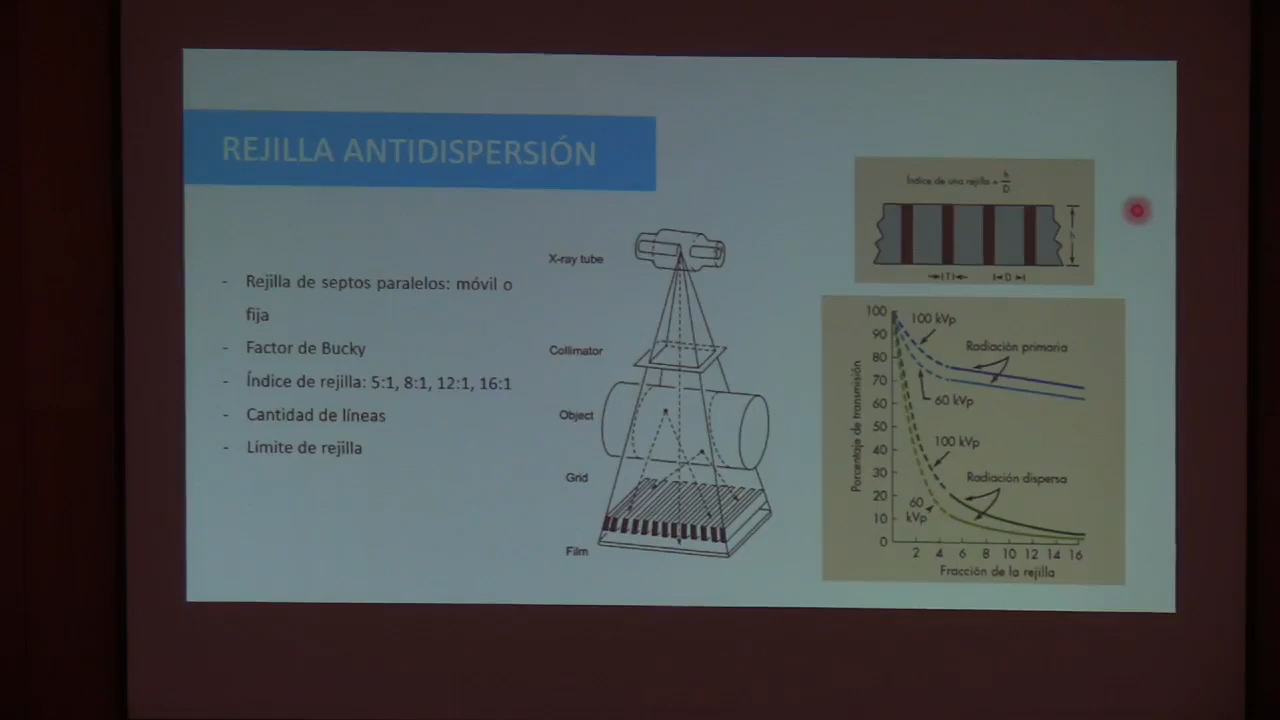 REJILLA ANTIDISPERSIÓN
- Rejilla de septos paralelos: móvil o
fija
- Factor de Bucky
- Índice de rejilla: 5:1, 8:1, 12:1, 16:1
- Cantidad de líneas
- Límite de rejilla
X-ray tube
Collimator
Object
Grid
Film
Índice de una rejilla = h
D
h
T
D
Porcentaje de transmisión
100
90
80
70
60
50
40
30
20
10
0
100 kVp
Radiación primaria
60 kVp
100 kVp
Radiación dispersa
60
kVp
2 4 6 8 10 12 14 16
Fracción de la rejilla